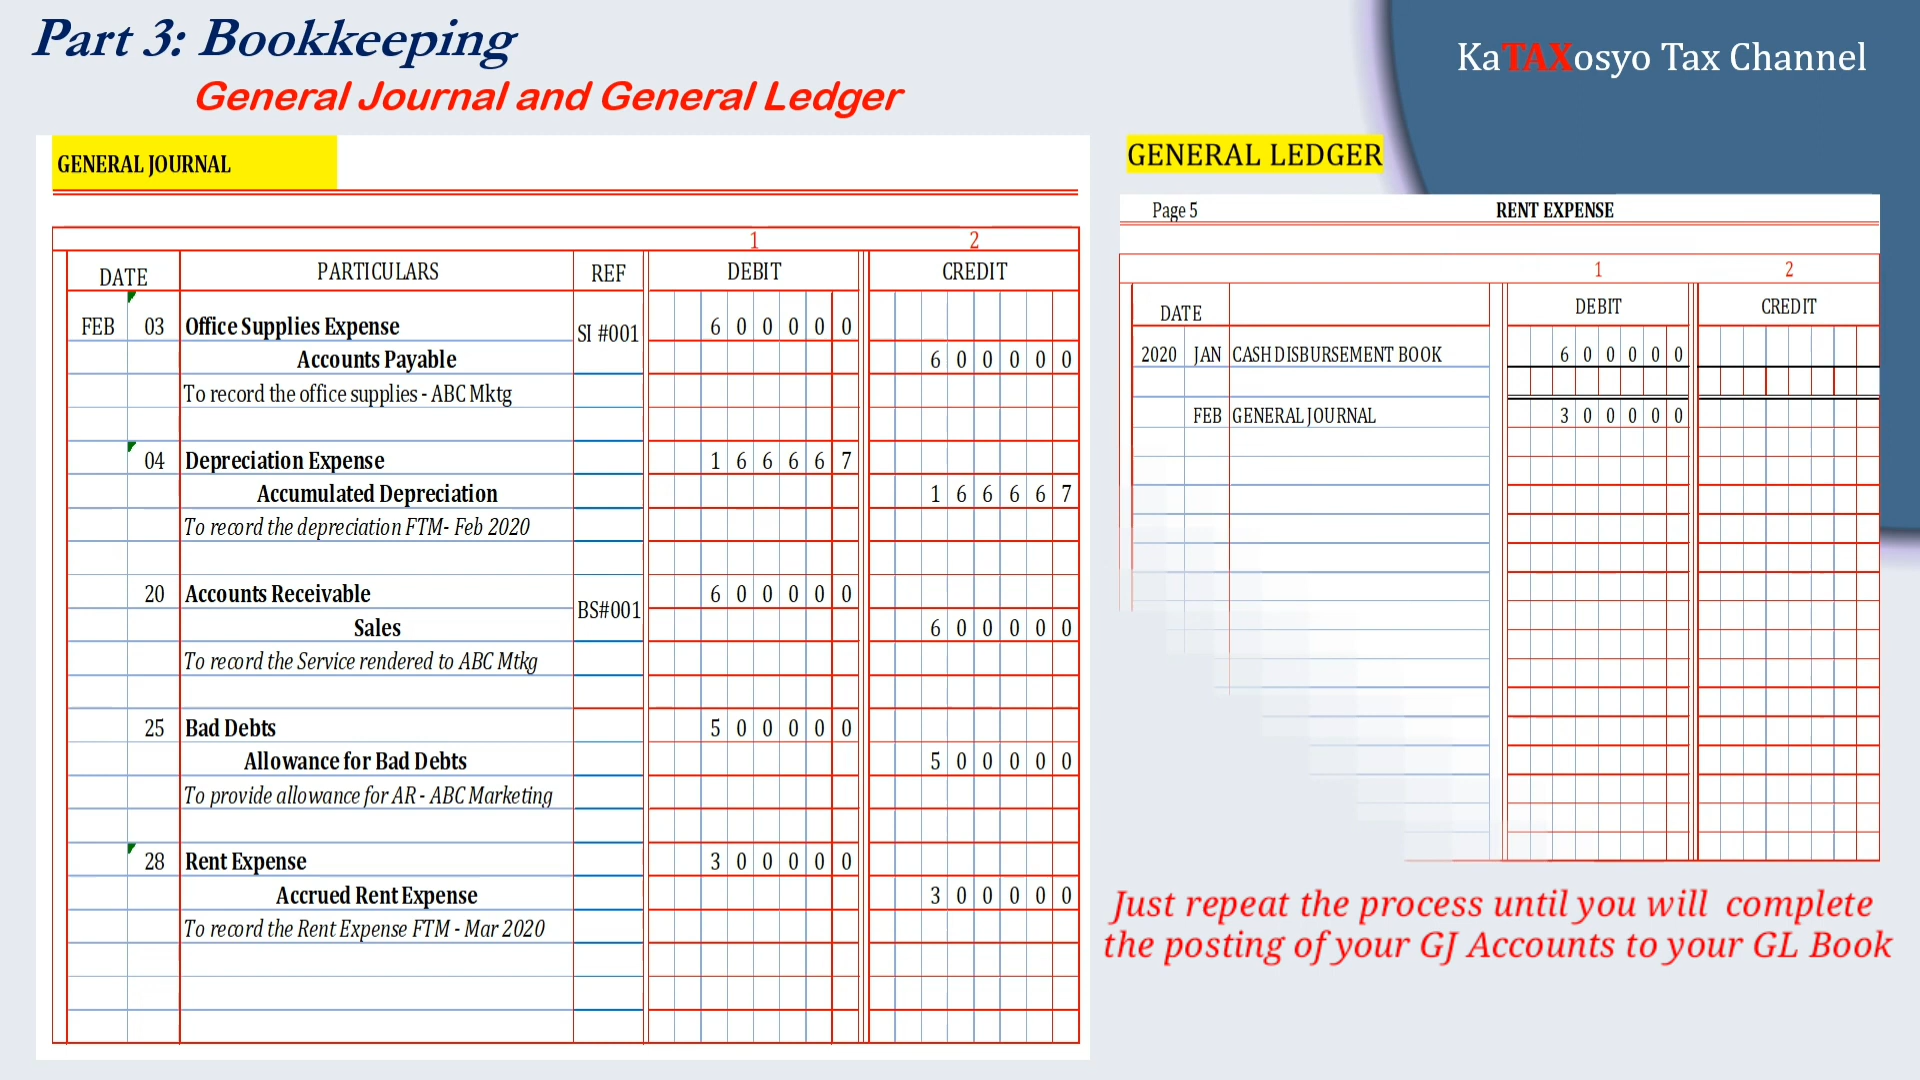 Part 3: Bookkeeping
General Journal and General Ledger
KaTAXosyo Tax Channel
GENERAL JOURNAL
1 2
DATE PARTICULARS REF DEBIT CREDIT
FEB 03 Office Supplies Expense SI #001 6 0 0 0 0 0
Accounts Payable 6 0 0 0 0 0
To record the office supplies - ABC Mktg
04 Depreciation Expense 1 6 6 6 6 7
Accumulated Depreciation 1 6 6 6 6 7
To record the depreciation FTM- Feb 2020
20 Accounts Receivable BS#001 6 0 0 0 0 0
Sales 6 0 0 0 0 0
To record the Service rendered to ABC Mtkg
25 Bad Debts 5 0 0 0 0 0
Allowance for Bad Debts 5 0 0 0 0 0
To provide allowance for AR - ABC Marketing
28 Rent Expense 3 0 0 0 0 0
Accrued Rent Expense 3 0 0 0 0 0
To record the Rent Expense FTM - Mar 2020
GENERAL LEDGER
Page 5 RENT EXPENSE
1 2
DATE DEBIT CREDIT
2020 JAN CASH DISBURSEMENT BOOK 6 0 0 0 0 0
FEB GENERAL JOURNAL 3 0 0 0 0 0
Just repeat the process until you will complete
the posting of your GJ Accounts to your GL Book